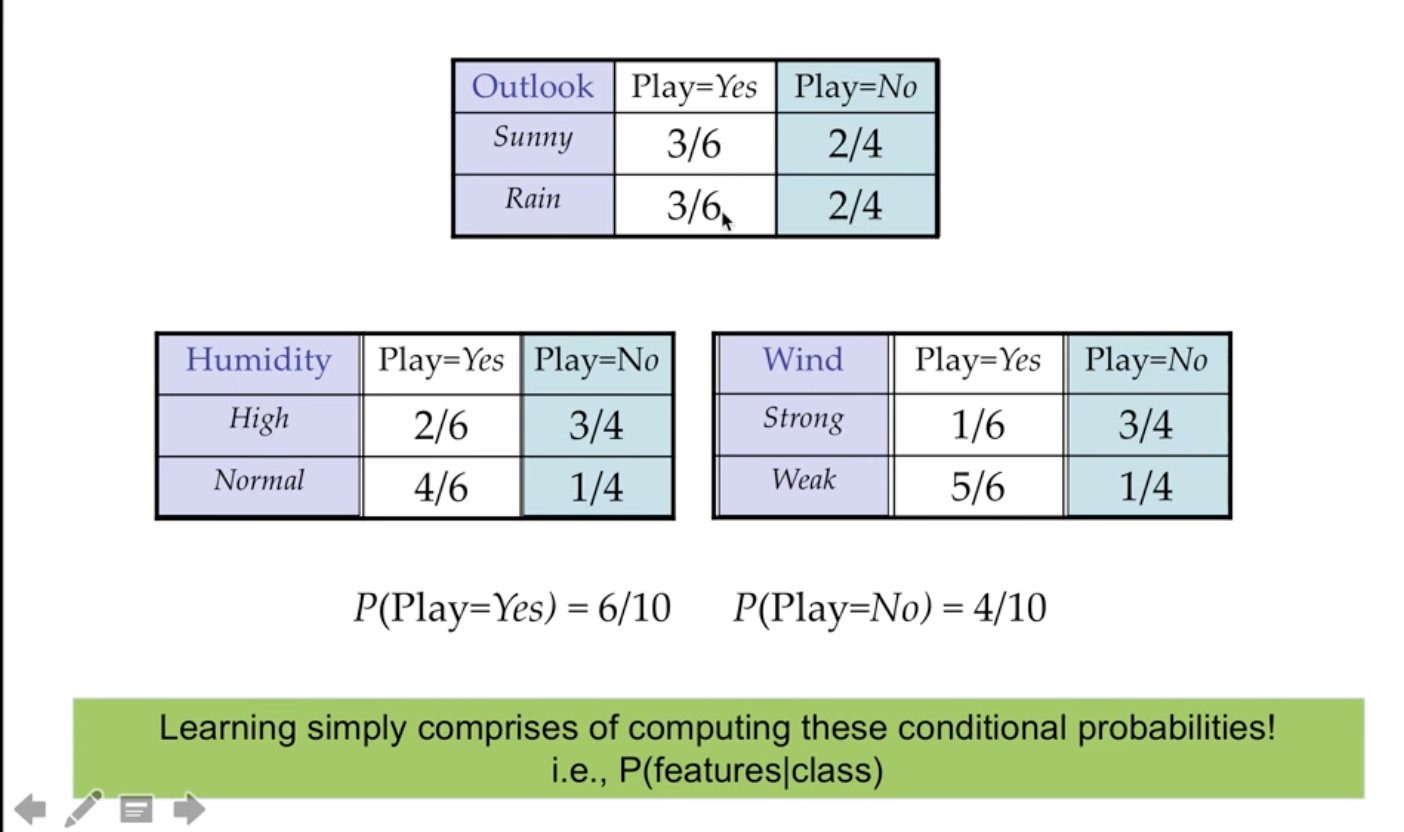 Outlook Play=Yes Play=No
Sunny 3/6 2/4
Rain 3/6 2/4
Humidity Play=Yes Play=No
High 2/6 3/4
Normal 4/6 1/4
Wind Play=Yes Play=No
Strong 1/6 3/4
Weak 5/6 1/4
P(Play=Yes) = 6/10 P(Play=No) = 4/10
Learning simply comprises of computing these conditional probabilities!
i.e., P(features|class)